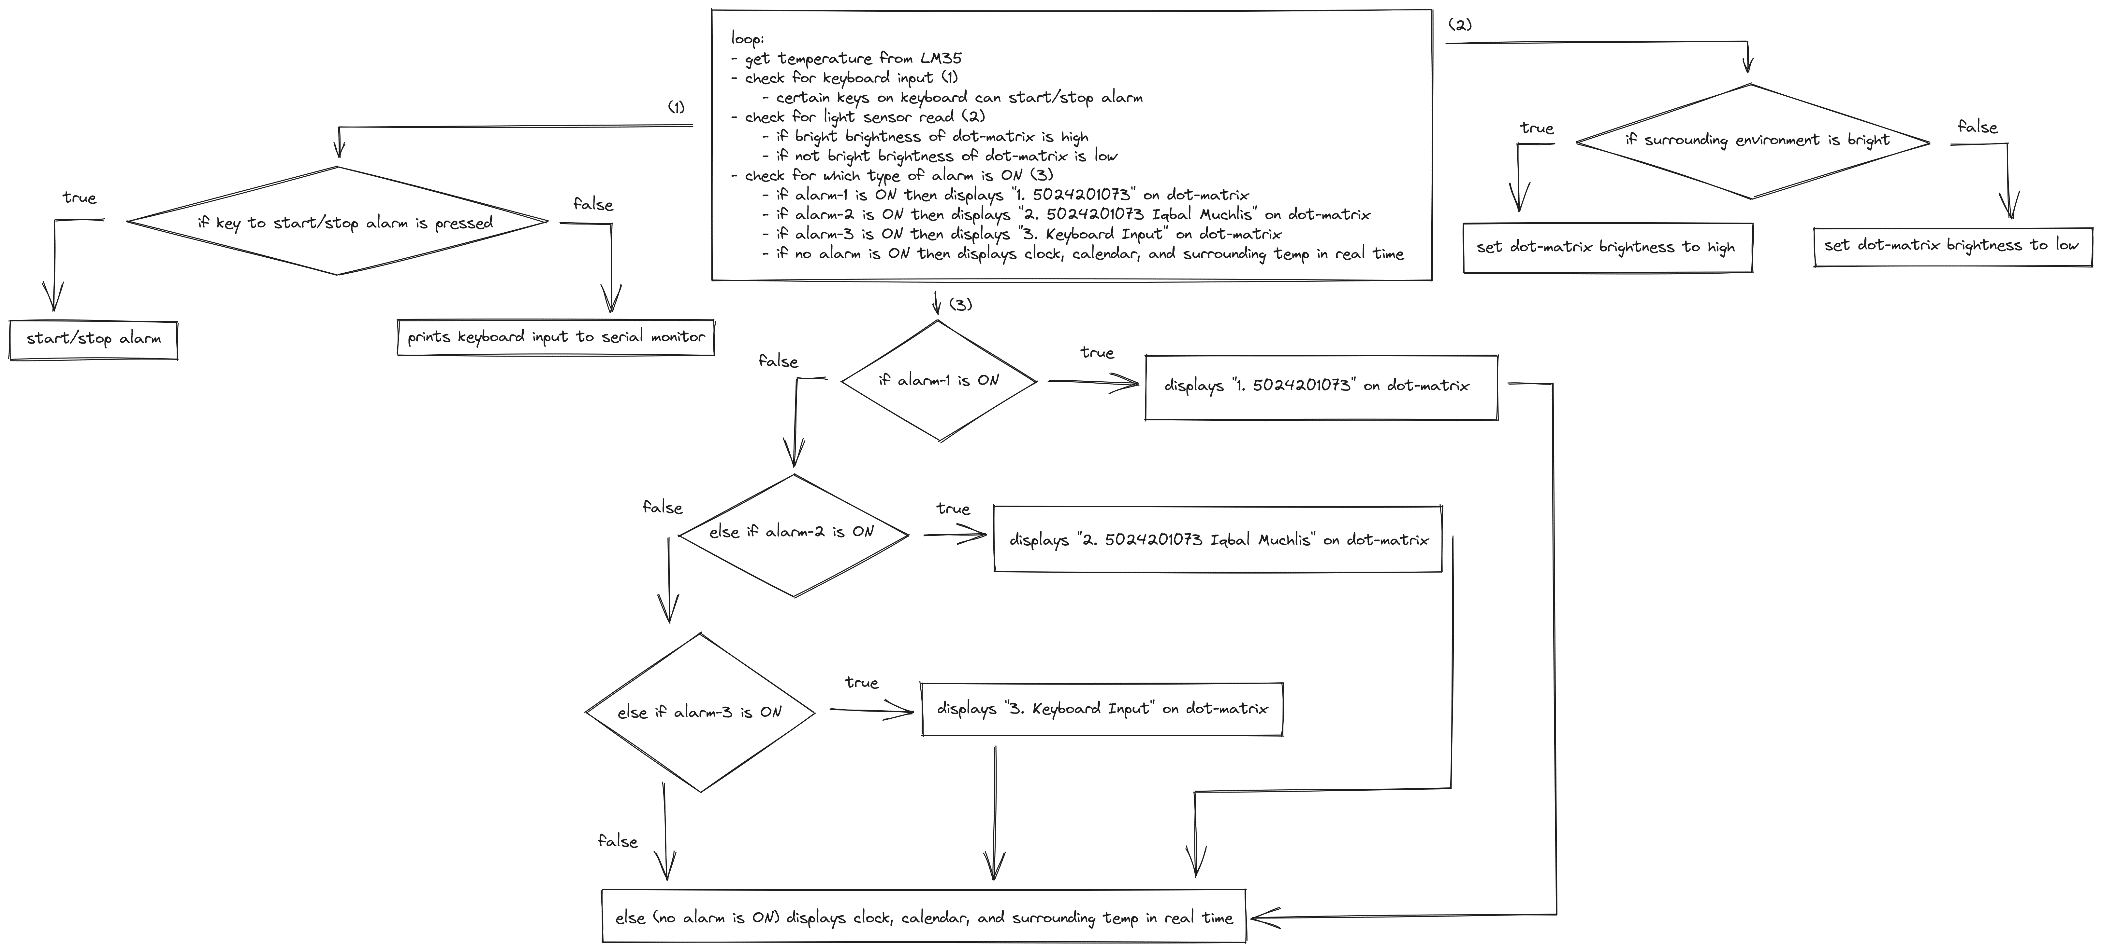 loop:
- get temperature from LM35
- check for keyboard input (1)
- certain keys on keyboard can start/stop alarm
- check for light sensor read (2)
- if bright brightness of dot-matrix is high
- if not bright brightness of dot-matrix is low
- check for which type of alarm is ON (3)
- if alarm-1 is ON then displays "1. 5024201073" on dot-matrix
- if alarm-2 is ON then displays "2. 5024201073 Iqbal Muchlis" on dot-matrix
- if alarm-3 is ON then displays "3. Keyboard Input" on dot-matrix
- if no alarm is ON then displays clock, calendar, and surrounding temp in real time
(1)
if key to start/stop alarm is pressed
true
false
start/stop alarm
prints keyboard input to serial monitor
(2)
if surrounding environment is bright
true
false
set dot-matrix brightness to high
set dot-matrix brightness to low
(3)
if alarm-1 is ON
false
true
displays "1. 5024201073" on dot-matrix
else if alarm-2 is ON
false
true
displays "2. 5024201073 Iqbal Muchlis" on dot-matrix
else if alarm-3 is ON
true
displays "3. Keyboard Input" on dot-matrix
false
else (no alarm is ON) displays clock, calendar, and surrounding temp in real time